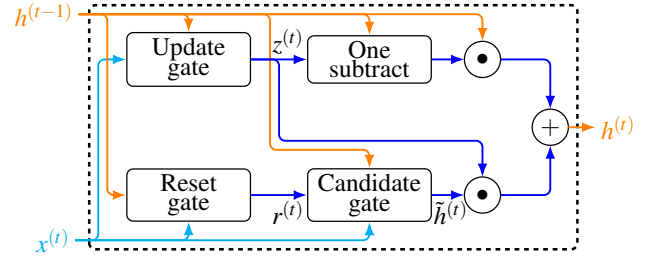 h^(t−1)
Update
gate
z^(t)
One
subtract
+
h^(t)
Reset
gate
r^(t)
Candidate
gate
h̃^(t)
x^(t)